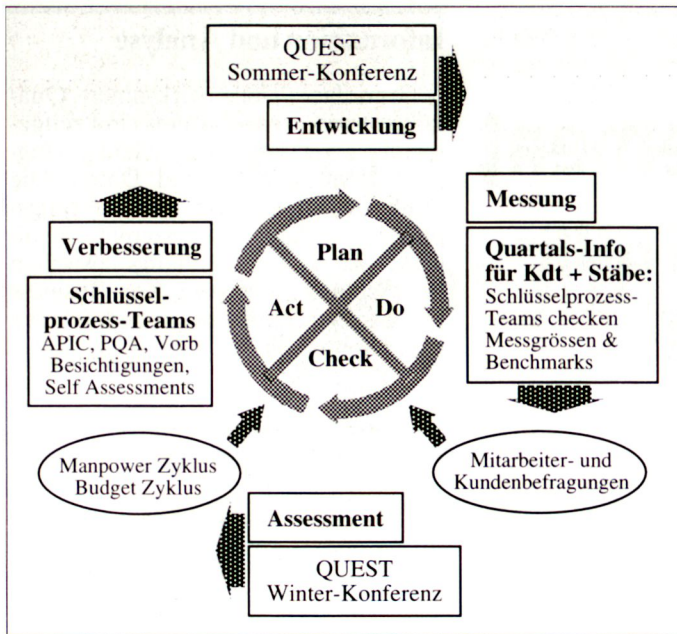 QUEST
Sommer-Konferenz
Entwicklung
Messung
Quartals-Info
für Kdt + Stäbe:
Schlüsselprozess-
Teams checken
Messgrössen &
Benchmarks
Mitarbeiter- und
Kundenbefragungen
Assessment
QUEST
Winter-Konferenz
Manpower Zyklus
Budget Zyklus
Verbesserung
Schlüssel-
prozess-Teams
APIC, PQA, Vorb
Besichtigungen,
Self Assessments
Plan
Do
Check
Act